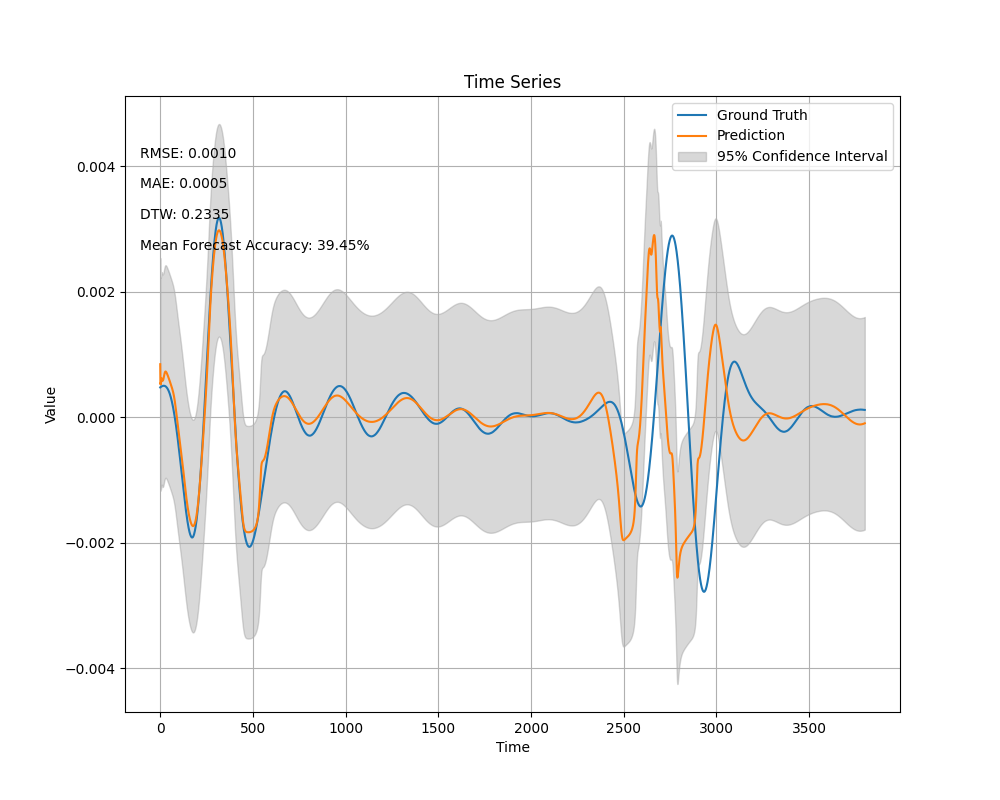 Time Series
Ground Truth
Prediction
95% Confidence Interval
RMSE: 0.0010
MAE: 0.0005
DTW: 0.2335
Mean Forecast Accuracy: 39.45%
0.004
0.002
0.000
−0.002
−0.004
Value
0 500 1000 1500 2000 2500 3000 3500
Time